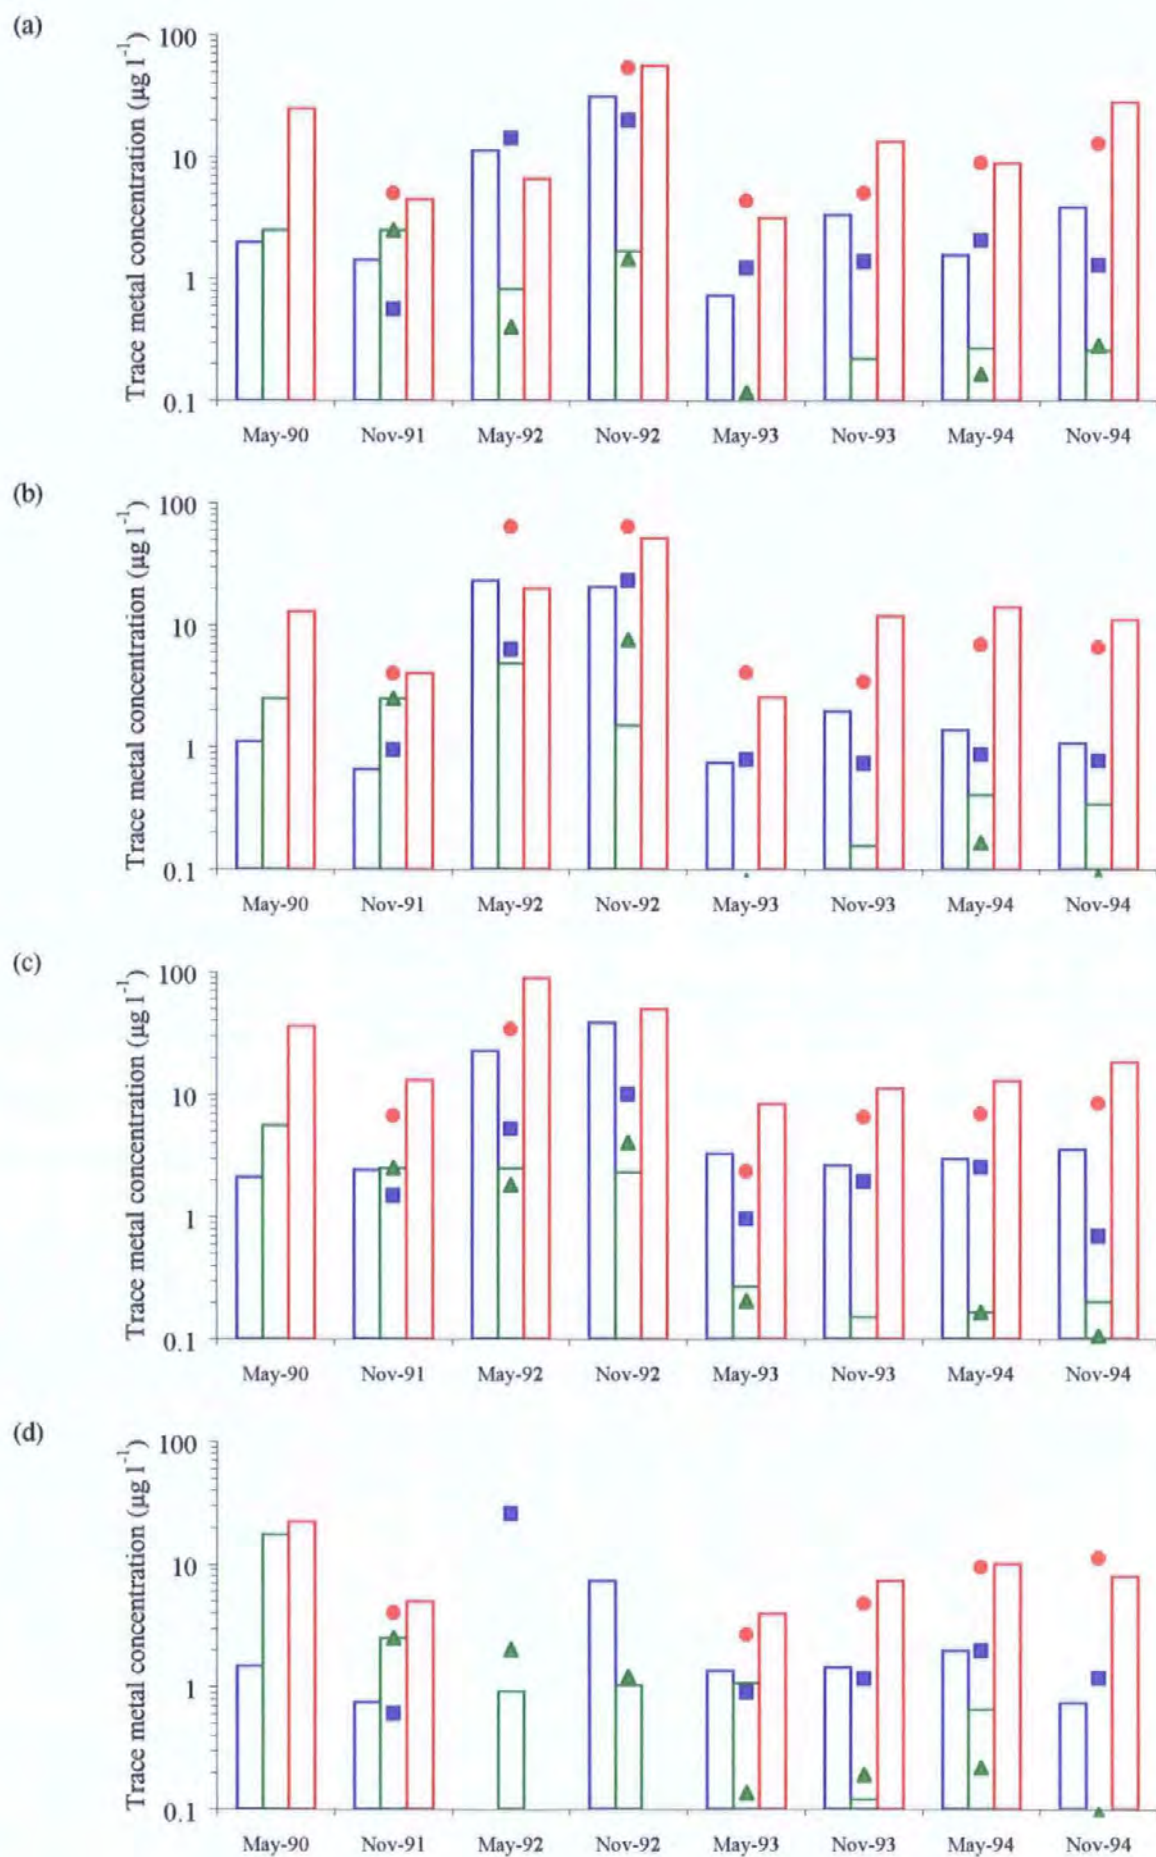 (a)
Trace metal concentration (µg l⁻¹)
100
10
1
0.1
May-90 Nov-91 May-92 Nov-92 May-93 Nov-93 May-94 Nov-94
(b)
Trace metal concentration (µg l⁻¹)
100
10
1
0.1
May-90 Nov-91 May-92 Nov-92 May-93 Nov-93 May-94 Nov-94
(c)
Trace metal concentration (µg l⁻¹)
100
10
1
0.1
May-90 Nov-91 May-92 Nov-92 May-93 Nov-93 May-94 Nov-94
(d)
Trace metal concentration (µg l⁻¹)
100
10
1
0.1
May-90 Nov-91 May-92 Nov-92 May-93 Nov-93 May-94 Nov-94